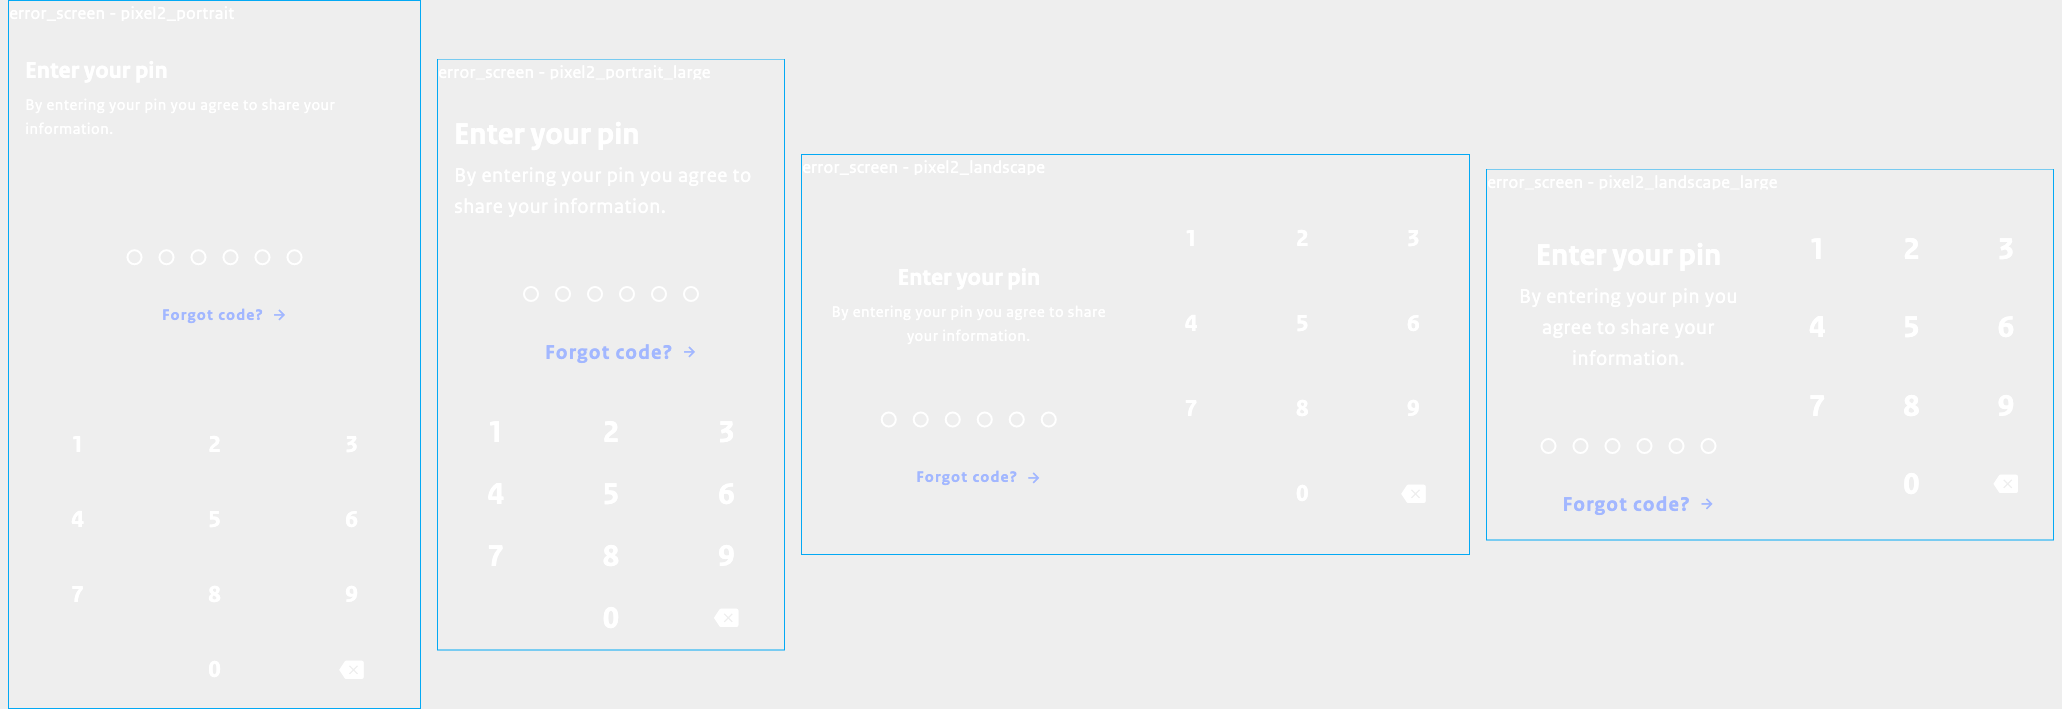 error_screen - pixel2_portrait
Enter your pin
By entering your pin you agree to share your
information.
Forgot code? →
1 2 3
4 5 6
7 8 9
0
error_screen - pixel2_portrait_large
Enter your pin
By entering your pin you agree to
share your information.
Forgot code? →
1 2 3
4 5 6
7 8 9
0
error_screen - pixel2_landscape
Enter your pin
By entering your pin you agree to share
your information.
Forgot code? →
1 2 3
4 5 6
7 8 9
0
error_screen - pixel2_landscape_large
Enter your pin
By entering your pin you
agree to share your
information.
Forgot code? →
1 2 3
4 5 6
7 8 9
0